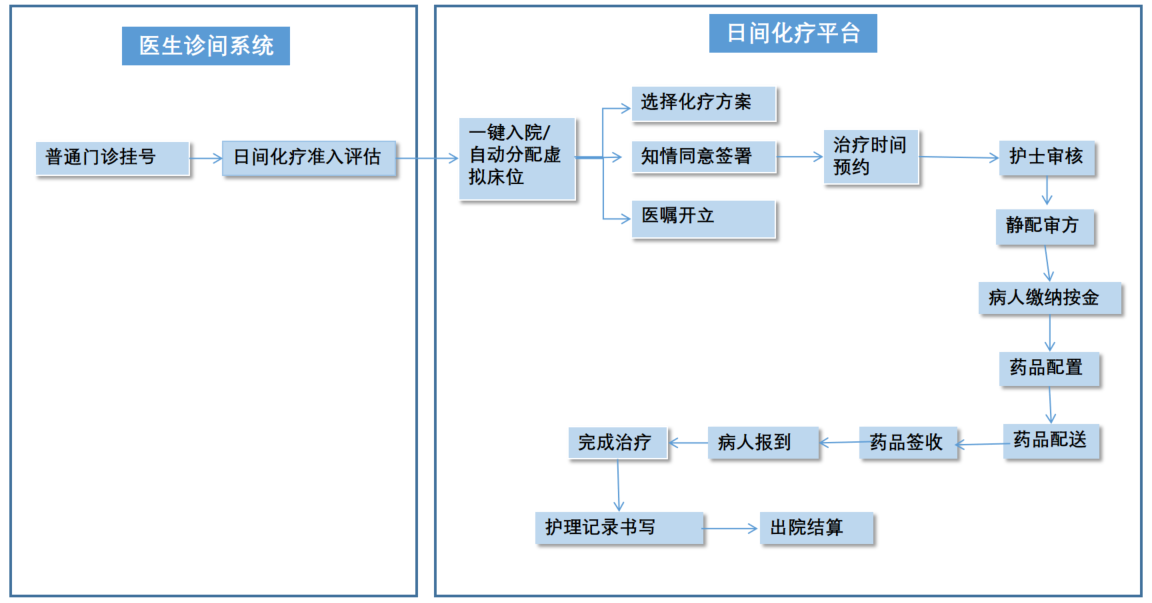 医生诊间系统
日间化疗平台
普通门诊挂号
日间化疗准入评估
一键入院/
自动分配虚
拟床位
选择化疗方案
知情同意签署
医嘱开立
治疗时间
预约
护士审核
静配审方
病人缴纳按金
药品配置
药品配送
药品签收
病人报到
完成治疗
护理记录书写
出院结算